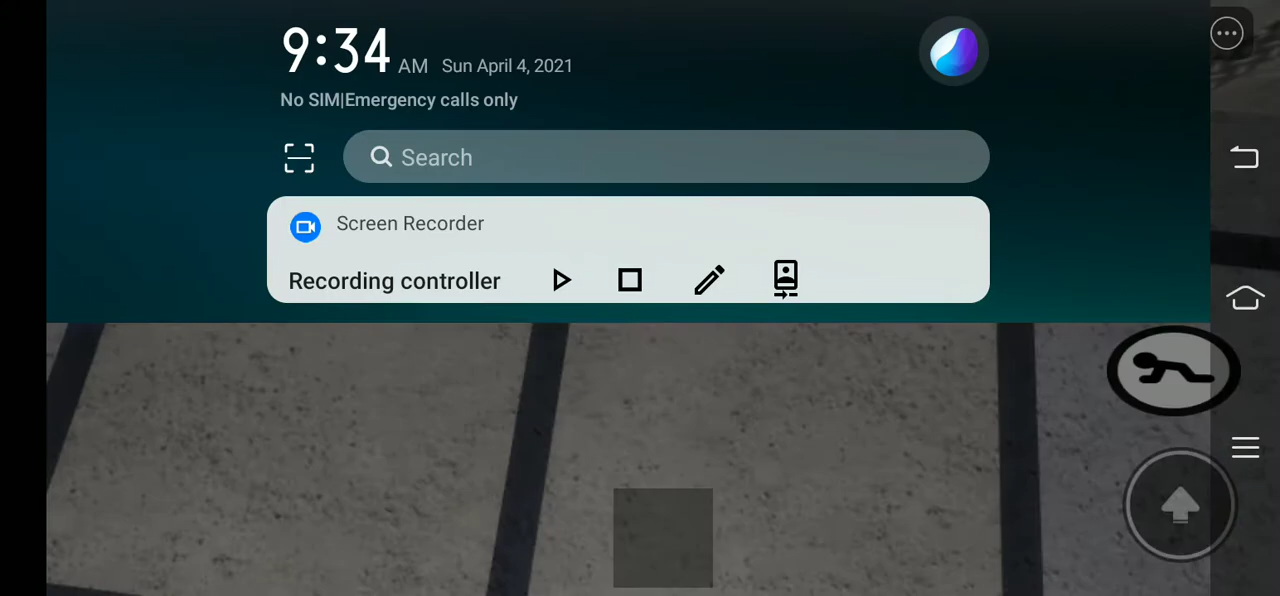 9:34 AM Sun April 4, 2021
No SIM|Emergency calls only
Search
Screen Recorder
Recording controller